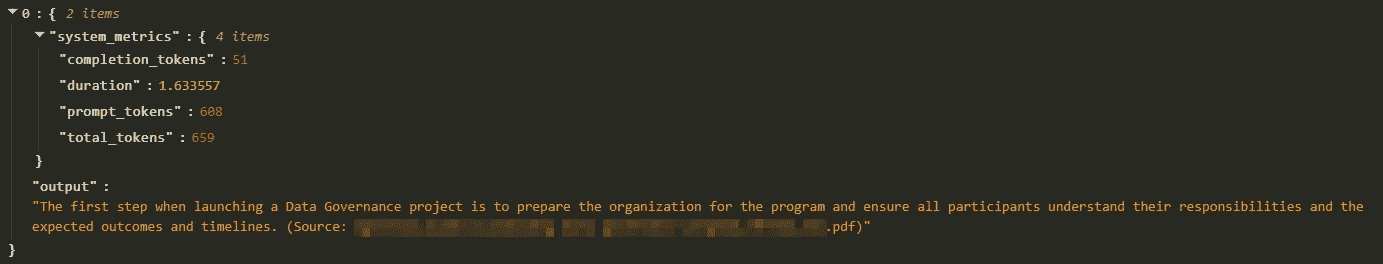 0 : { 2 items
"system_metrics" : { 4 items
"completion_tokens" : 51
"duration" : 1.633557
"prompt_tokens" : 608
"total_tokens" : 659
}
"output" :
"The first step when launching a Data Governance project is to prepare the organization for the program and ensure all participants understand their responsibilities and the
expected outcomes and timelines. (Source: .pdf)"
}